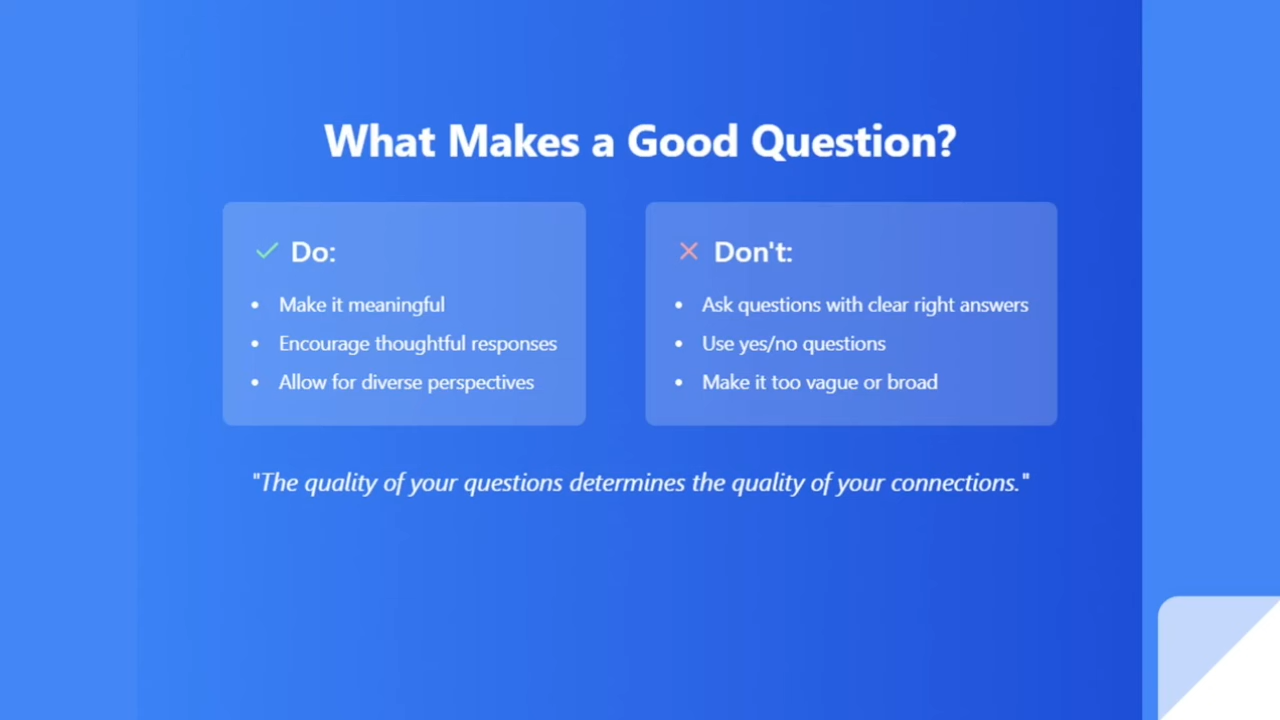 What Makes a Good Question?
Do:
• Make it meaningful
• Encourage thoughtful responses
• Allow for diverse perspectives
Don't:
• Ask questions with clear right answers
• Use yes/no questions
• Make it too vague or broad
"The quality of your questions determines the quality of your connections."